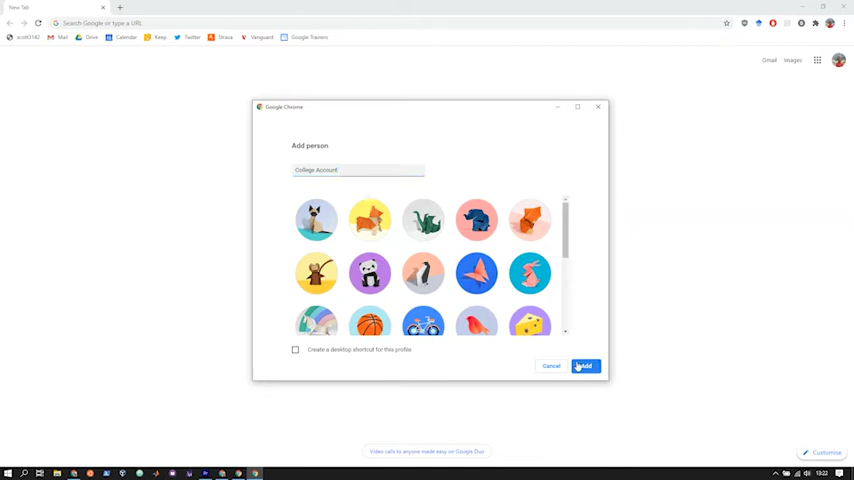 New Tab
Search Google or type a URL
scott3142 Mail Drive Calendar Keep Twitter Strava Vanguard Google Trainers
Gmail Images
Google Chrome
Add person
College Account
Create a desktop shortcut for this profile
Cancel Add
Video calls to anyone made easy on Google Duo
Customise
13:22